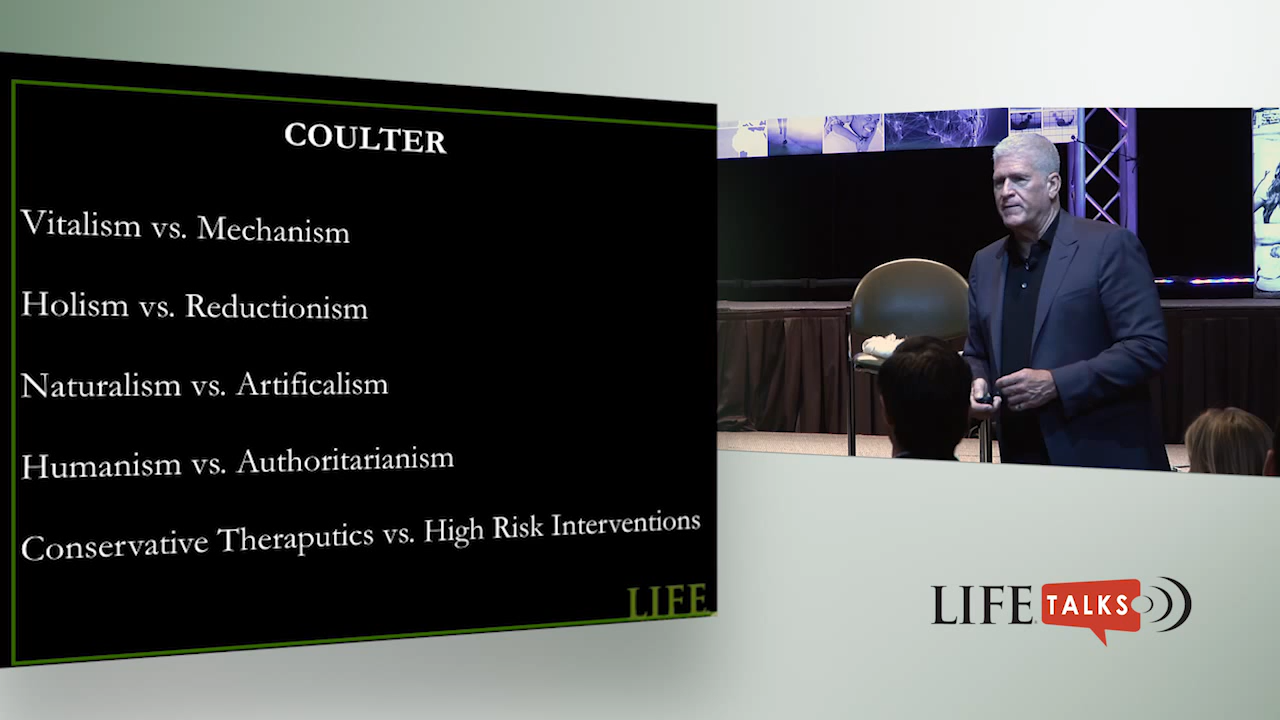 COULTER
Vitalism vs. Mechanism
Holism vs. Reductionism
Naturalism vs. Artificalism
Humanism vs. Authoritarianism
Conservative Theraputics vs. High Risk Interventions
LIFE
LIFE TALKS